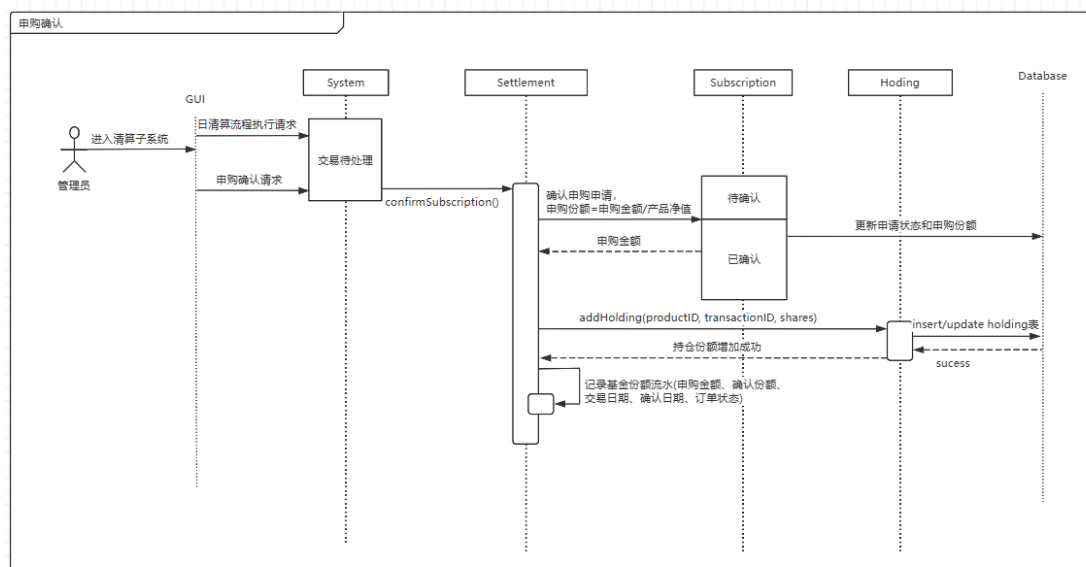 申购确认
System
Settlement
Subscription
Hoding
Database
GUI
日清算流程执行请求
进入清算子系统
交易待处理
管理员
申购确认请求
confirmSubscription()
确认申购申请，
申购份额=申购金额/产品净值
待确认
更新申请状态和申购份额
申购金额
已确认
addHolding(productID, transactionID, shares)
insert/update holding表
持仓份额增加成功
sucess
记录基金份额流水(申购金额、确认份额、
交易日期、确认日期、订单状态)